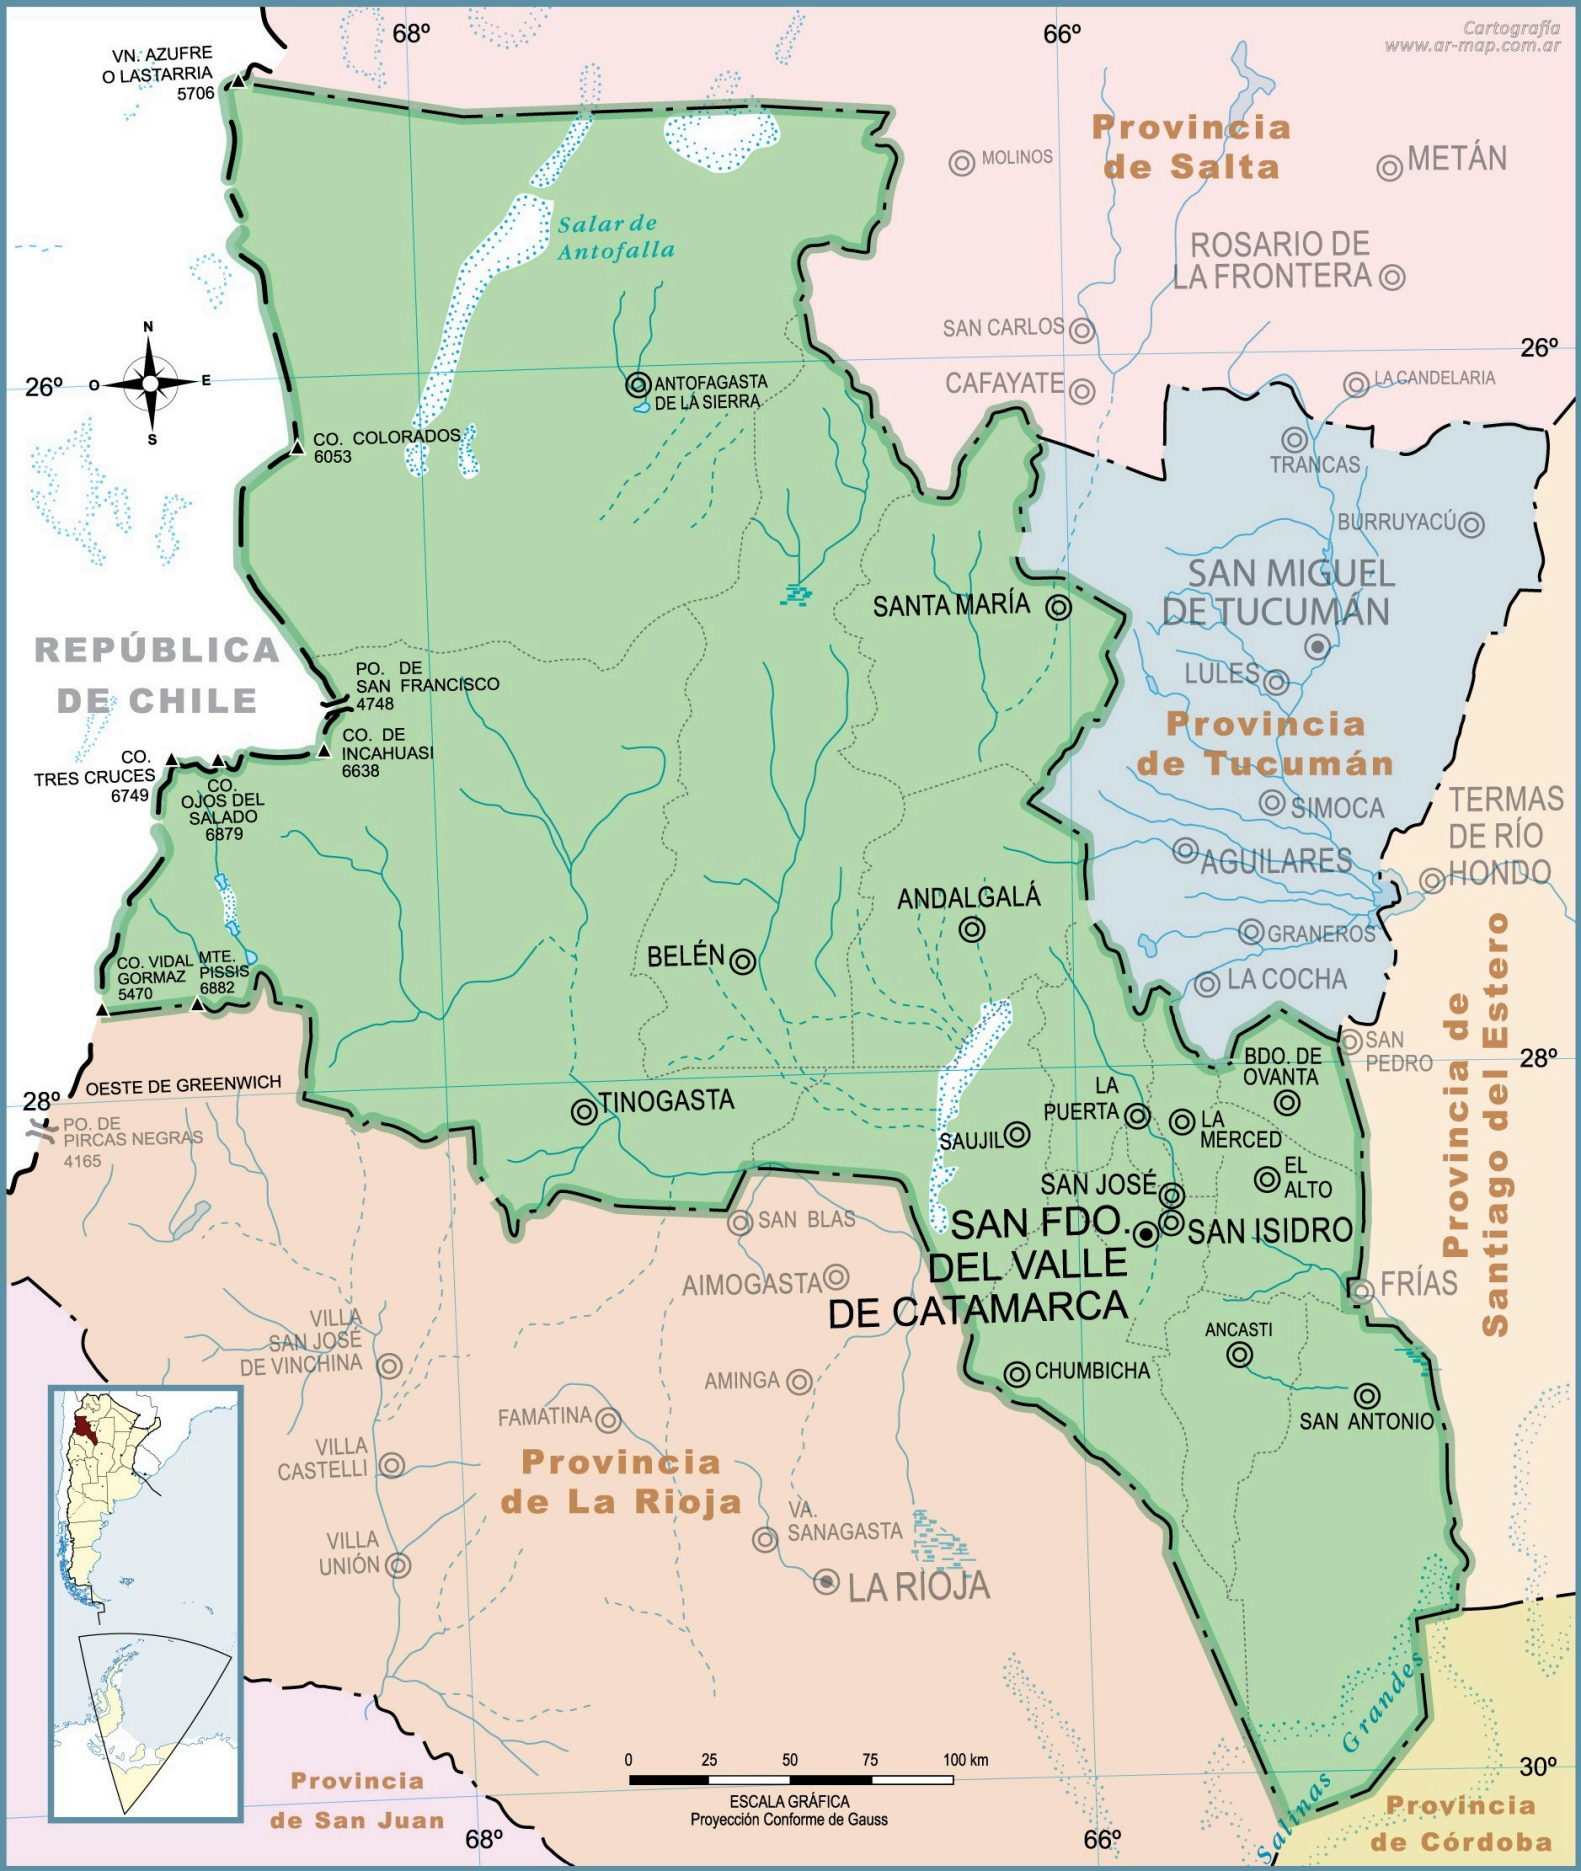 Cartografía
www.ar-map.com.ar
68º
66º
VN. AZUFRE
O LASTARRIA
5706
Provincia
de Salta
MOLINOS
METÁN
Salar de
Antofalla
ROSARIO DE
LA FRONTERA
SAN CARLOS
26º
26º
N
O
E
S
CAFAYATE
LA CANDELARIA
ANTOFAGASTA
DE LA SIERRA
CO. COLORADOS
6053
TRANCAS
BURRUYACÚ
SAN MIGUEL
DE TUCUMÁN
SANTA MARÍA
REPÚBLICA
DE CHILE
PO. DE
SAN FRANCISCO
4748
LULES
Provincia
de Tucumán
CO. DE
INCAHUASI
6638
CO.
TRES CRUCES
6749
CO.
OJOS DEL
SALADO
6879
SIMOCA
TERMAS
DE RÍO
HONDO
AGUILARES
ANDALGALÁ
GRANEROS
BELÉN
CO. VIDAL
GORMAZ
5470
MTE.
PISSIS
6882
LA COCHA
Provincia de
Santiago del Estero
SAN
PEDRO
28º
28º
BDO. DE
OVANTA
OESTE DE GREENWICH
PO. DE
PIRCAS NEGRAS
4165
TINOGASTA
LA
PUERTA
LA
MERCED
SAUJIL
EL
ALTO
SAN JOSÉ
SAN FDO.
DEL VALLE
DE CATAMARCA
SAN ISIDRO
SAN BLAS
AIMOGASTA
FRÍAS
VILLA
SAN JOSÉ
DE VINCHINA
ANCASTI
AMINGA
CHUMBICHA
SAN ANTONIO
FAMATINA
VILLA
CASTELLI
Provincia
de La Rioja
VA.
SANAGASTA
VILLA
UNIÓN
LA RIOJA
Salinas Grandes
0 25 50 75 100 km
ESCALA GRÁFICA
Proyección Conforme de Gauss
30º
Provincia
de San Juan
Provincia
de Córdoba
68º
66º